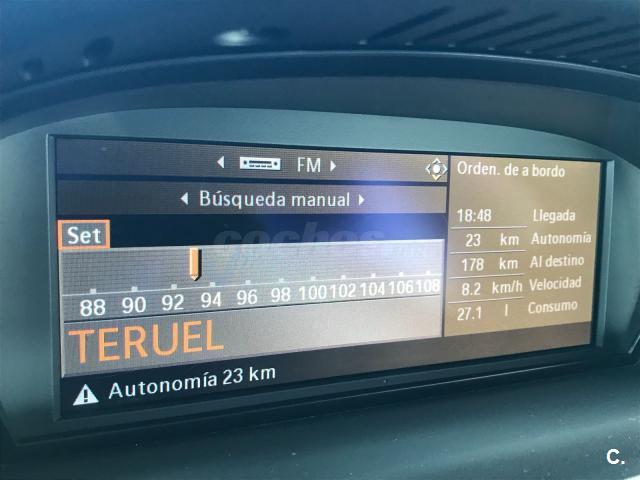 FM
Búsqueda manual
Set
88 90 92 94 96 98 100 102 104 106 108
TERUEL
Autonomía 23 km
Orden. de a bordo
18:48 Llegada
23 km Autonomía
178 km Al destino
8.2 km/h Velocidad
27.1 l Consumo
coches
C.